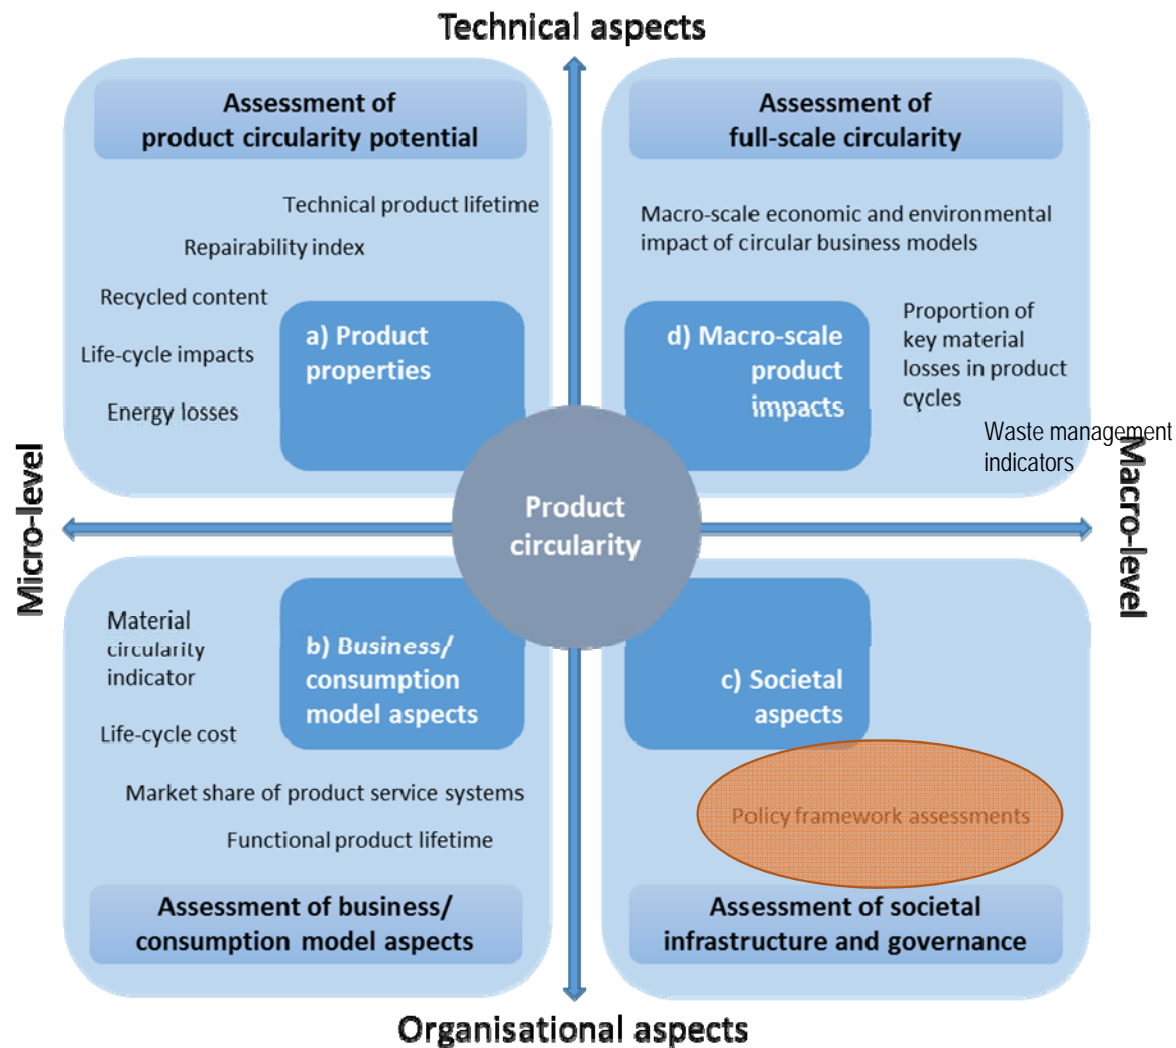 Technical aspects
Assessment of
product circularity potential
Technical product lifetime
Repairability index
Recycled content
Life-cycle impacts
Energy losses
a) Product
properties
Assessment of
full-scale circularity
Macro-scale economic and environmental
impact of circular business models
d) Macro-scale
product
impacts
Proportion of
key material
losses in product
cycles
Waste management
indicators
Micro-level
Product
circularity
Macro-level
Material
circularity
indicator
Life-cycle cost
b) Business/
consumption
model aspects
Market share of product service systems
Functional product lifetime
Assessment of business/
consumption model aspects
c) Societal
aspects
Policy framework assessments
Assessment of societal
infrastructure and governance
Organisational aspects